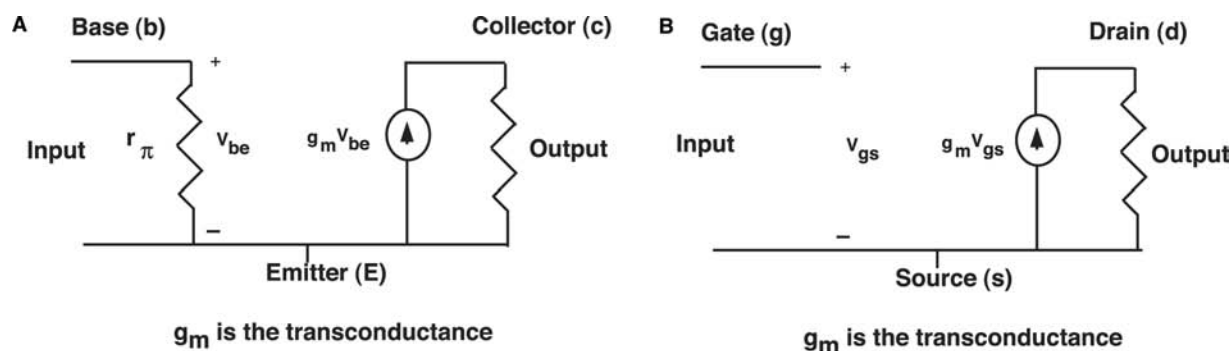 A
Base (b)
Collector (c)
+
Input
r π
V be
g m V be
Output
−
Emitter (E)
g m is the transconductance
B
Gate (g)
Drain (d)
+
Input
V gs
g m V gs
Output
−
Source (s)
g m is the transconductance